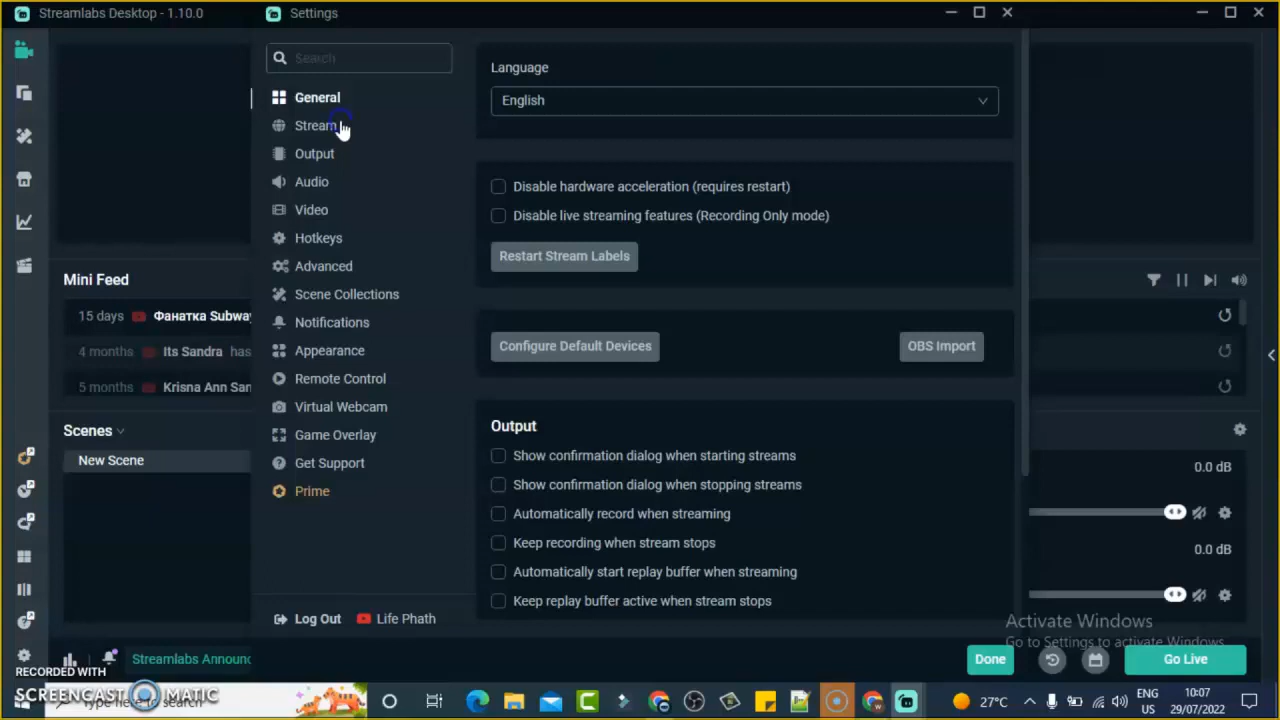 Streamlabs Desktop - 1.10.0
Settings
Search
General
Stream
Output
Audio
Video
Hotkeys
Advanced
Scene Collections
Notifications
Appearance
Remote Control
Virtual Webcam
Game Overlay
Get Support
Prime
Log Out
Life Phath
Language
English
Disable hardware acceleration (requires restart)
Disable live streaming features (Recording Only mode)
Restart Stream Labels
Configure Default Devices
OBS Import
Output
Show confirmation dialog when starting streams
Show confirmation dialog when stopping streams
Automatically record when streaming
Keep recording when stream stops
Automatically start replay buffer when streaming
Keep replay buffer active when stream stops
Done
Mini Feed
15 days Фанатка Subway
4 months Its Sandra has
5 months Krisna Ann San
Scenes
New Scene
0.0 dB
0.0 dB
Activate Windows
Go to Settings to activate Windows.
Streamlabs Announc
Go Live
RECORDED WITH
SCREENCAST MATIC
Type here to search
27°C
ENG
US
10:07
29/07/2022